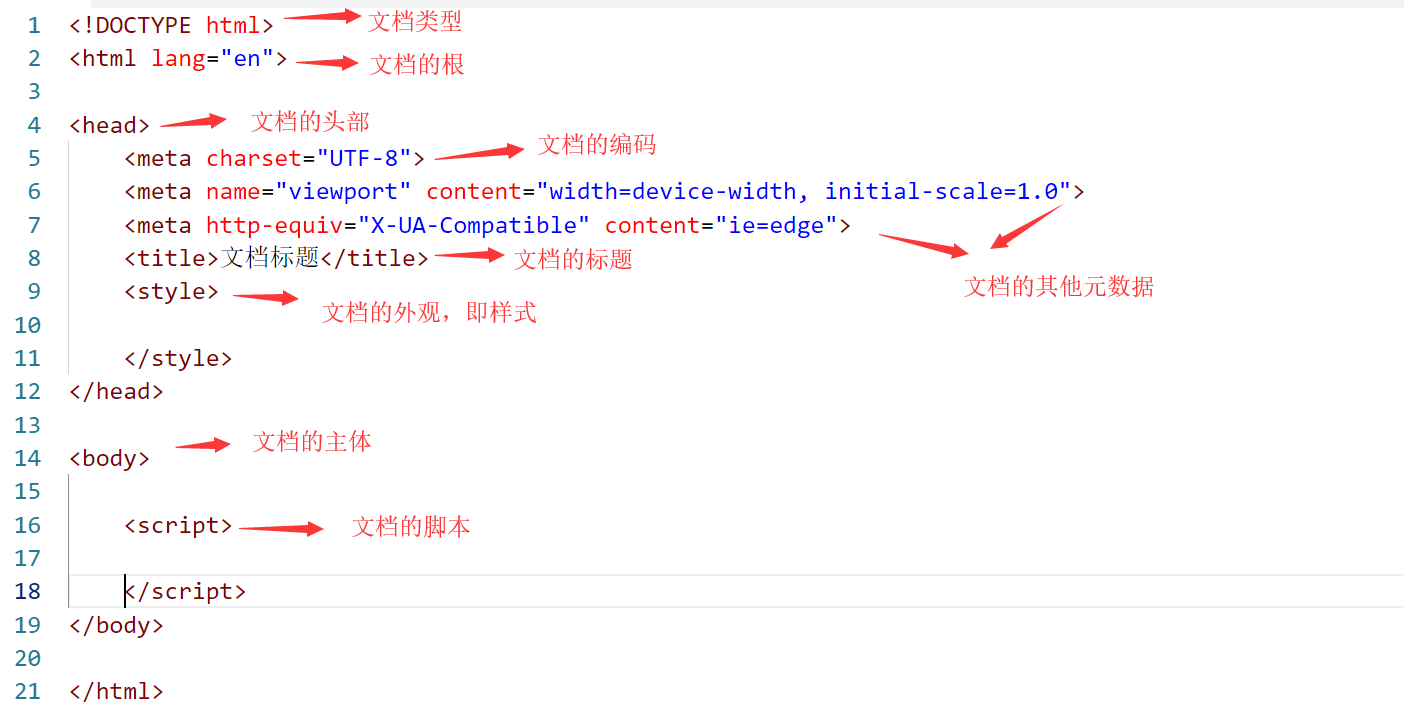 1 <!DOCTYPE html> 文档类型
2 <html lang="en"> 文档的根
3
4 <head> 文档的头部
5 <meta charset="UTF-8"> 文档的编码
6 <meta name="viewport" content="width=device-width, initial-scale=1.0">
7 <meta http-equiv="X-UA-Compatible" content="ie=edge">
8 <title>文档标题</title> 文档的标题
文档的其他元数据
9 <style>
文档的外观，即样式
10
11 </style>
12 </head>
13
文档的主体
14 <body>
15
16 <script> 文档的脚本
17
18 </script>
19 </body>
20
21 </html>